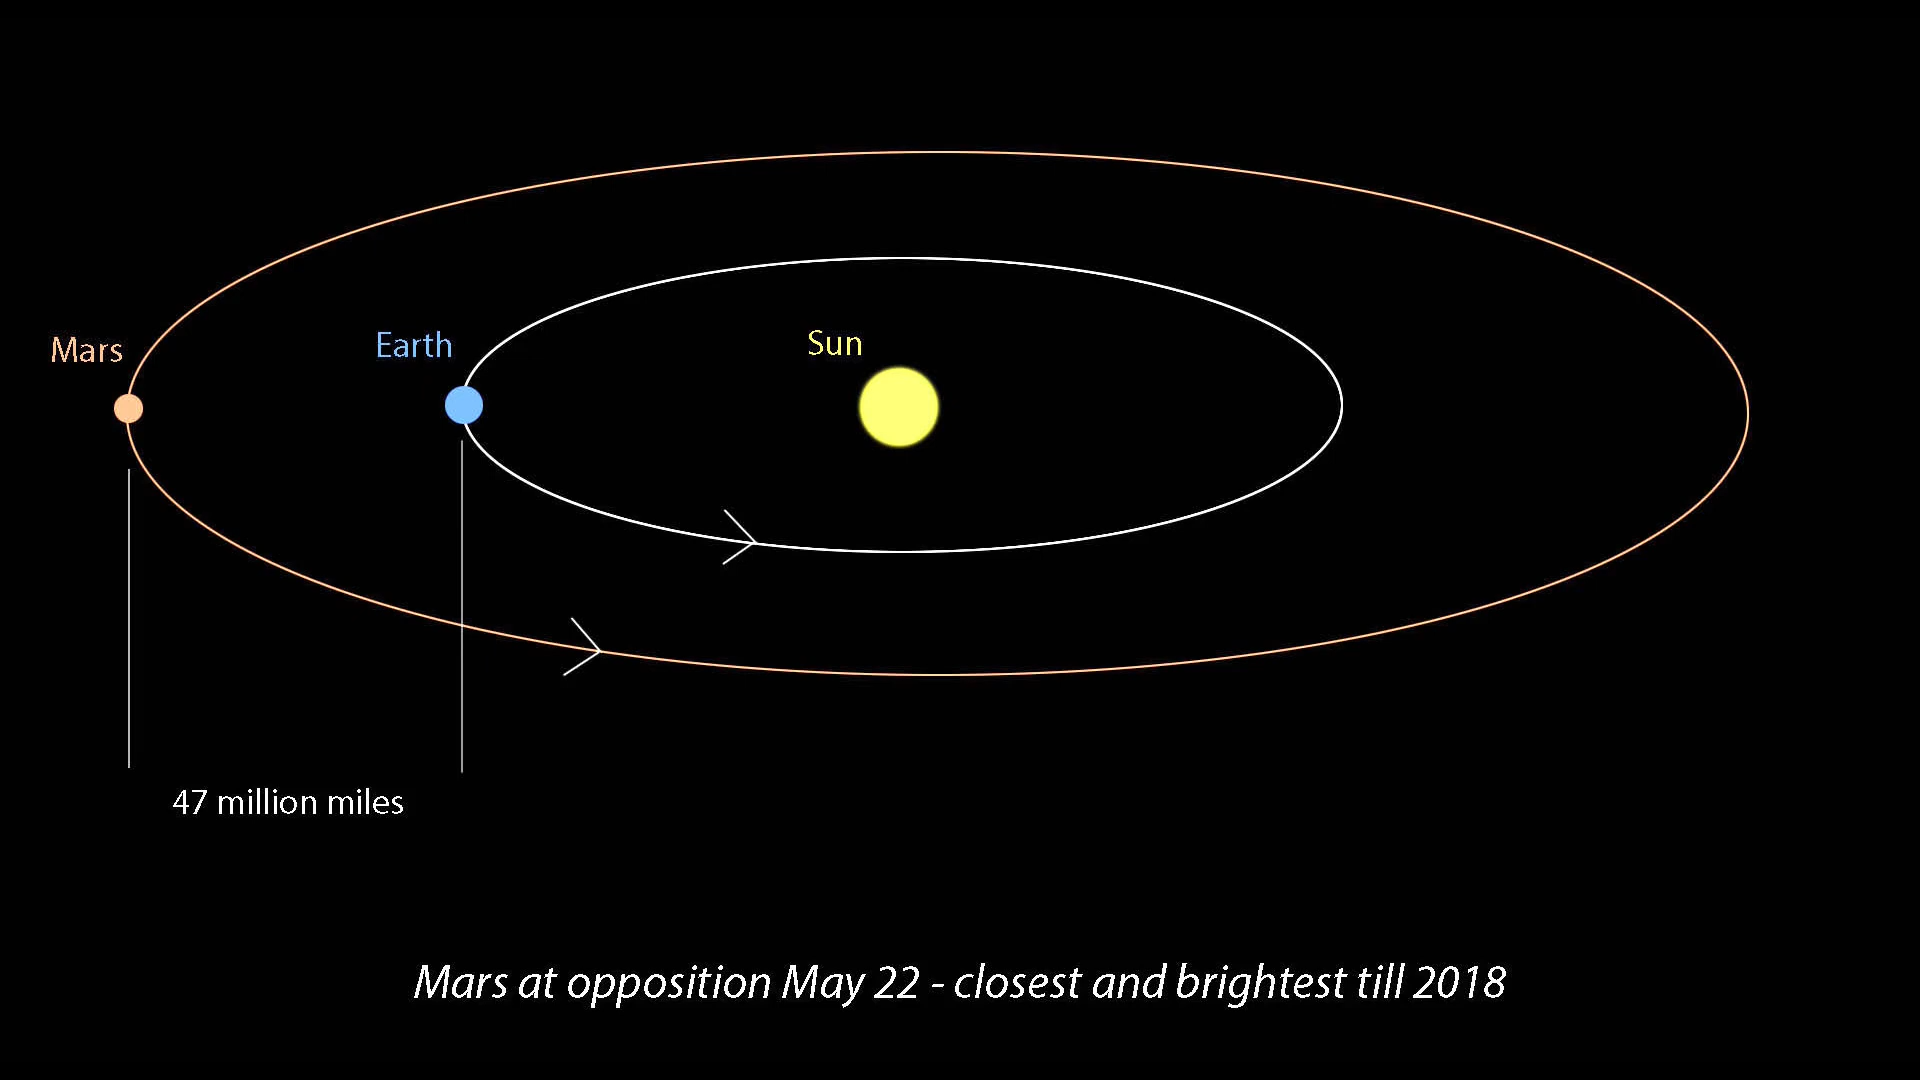 Mars
Earth
Sun
47 million miles
Mars at opposition May 22 - closest and brightest till 2018